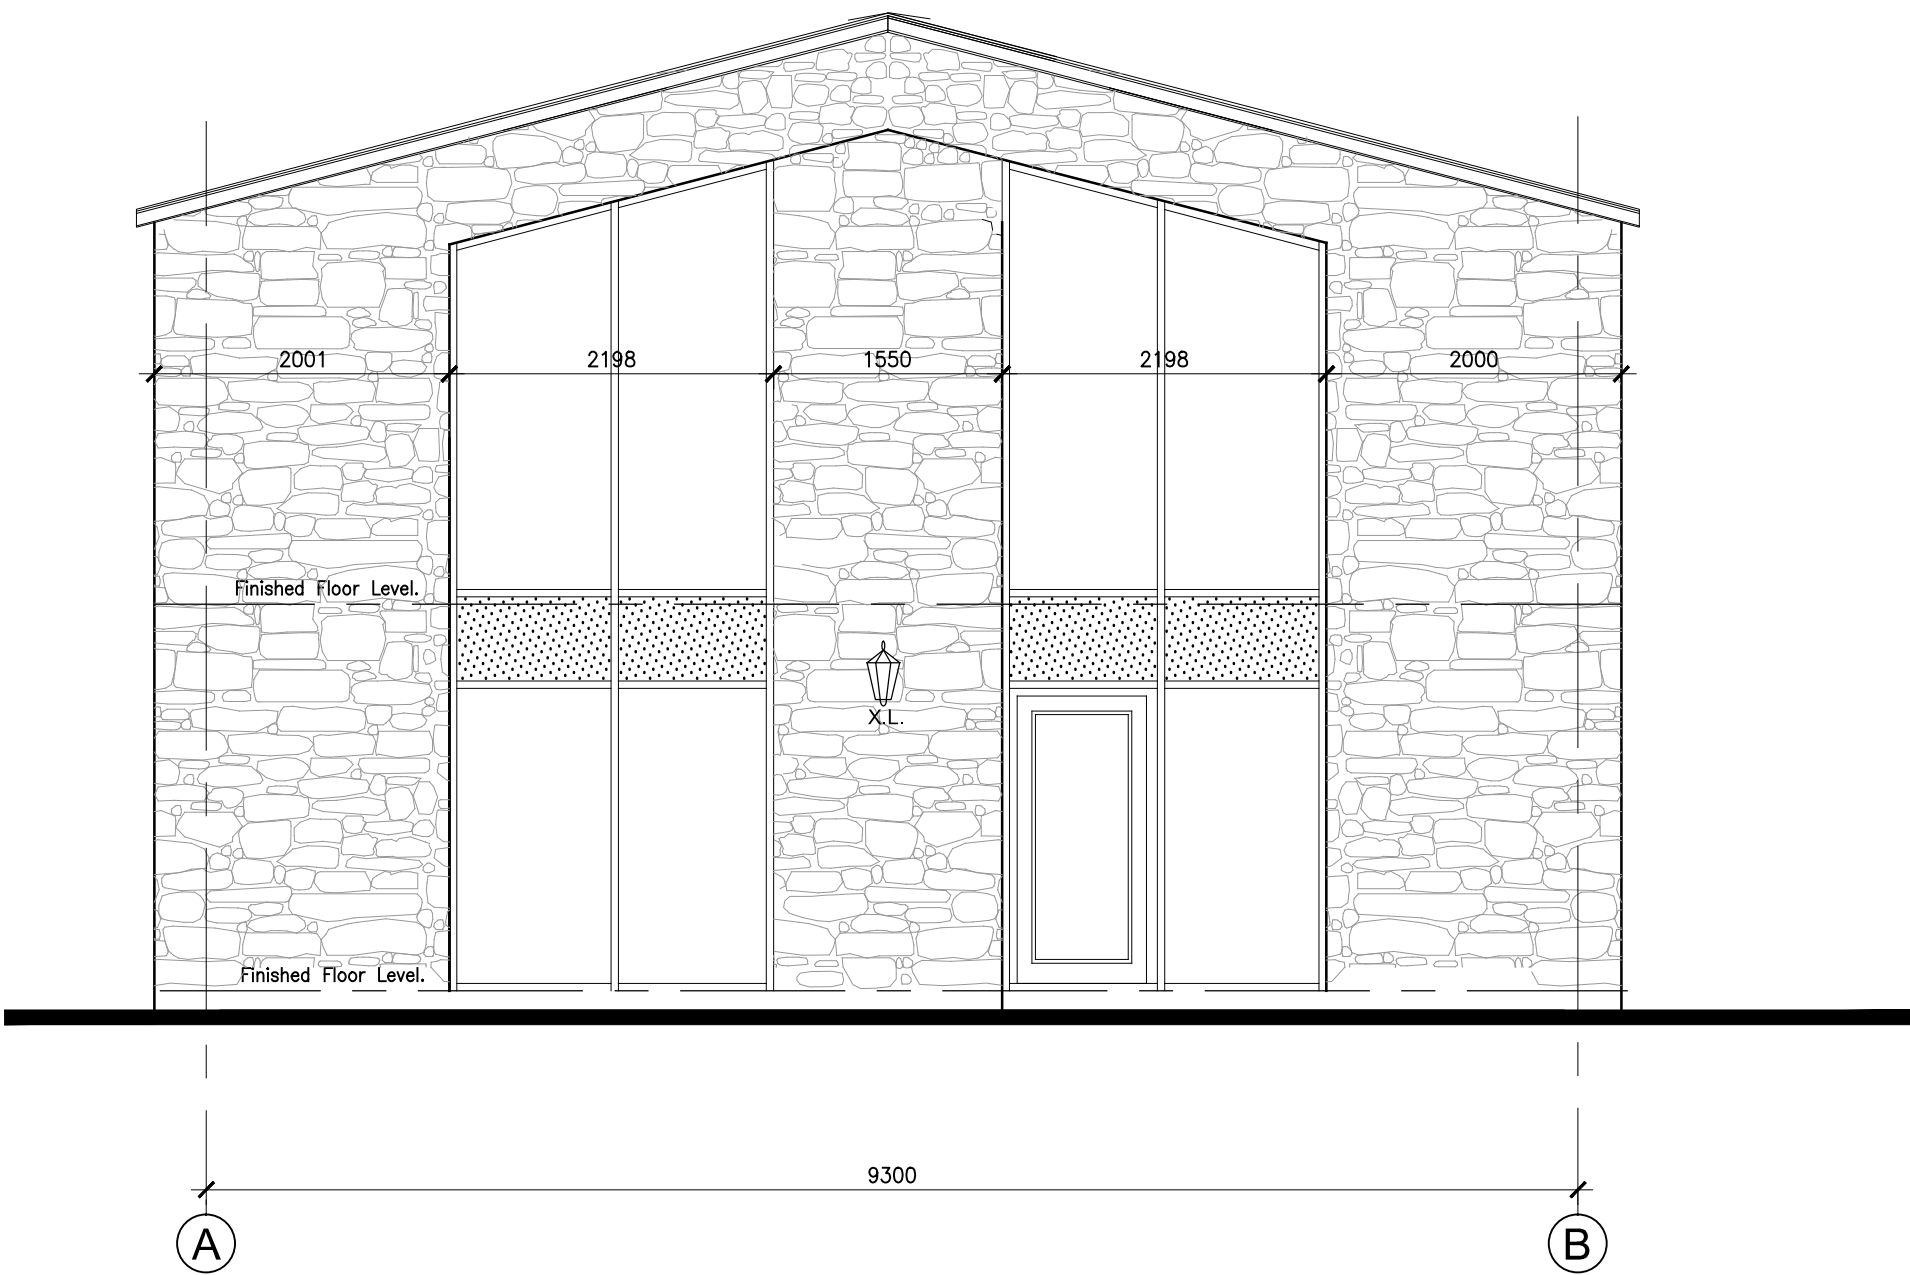 2001
2198
1550
2198
2000
Finished Floor Level.
X.L.
Finished Floor Level.
9300
A
B